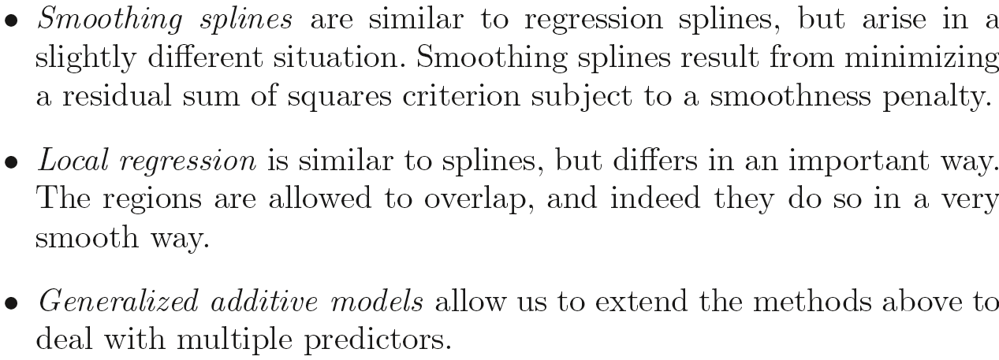 • Smoothing splines are similar to regression splines, but arise in a
slightly different situation. Smoothing splines result from minimizing
a residual sum of squares criterion subject to a smoothness penalty.
• Local regression is similar to splines, but differs in an important way.
The regions are allowed to overlap, and indeed they do so in a very
smooth way.
• Generalized additive models allow us to extend the methods above to
deal with multiple predictors.